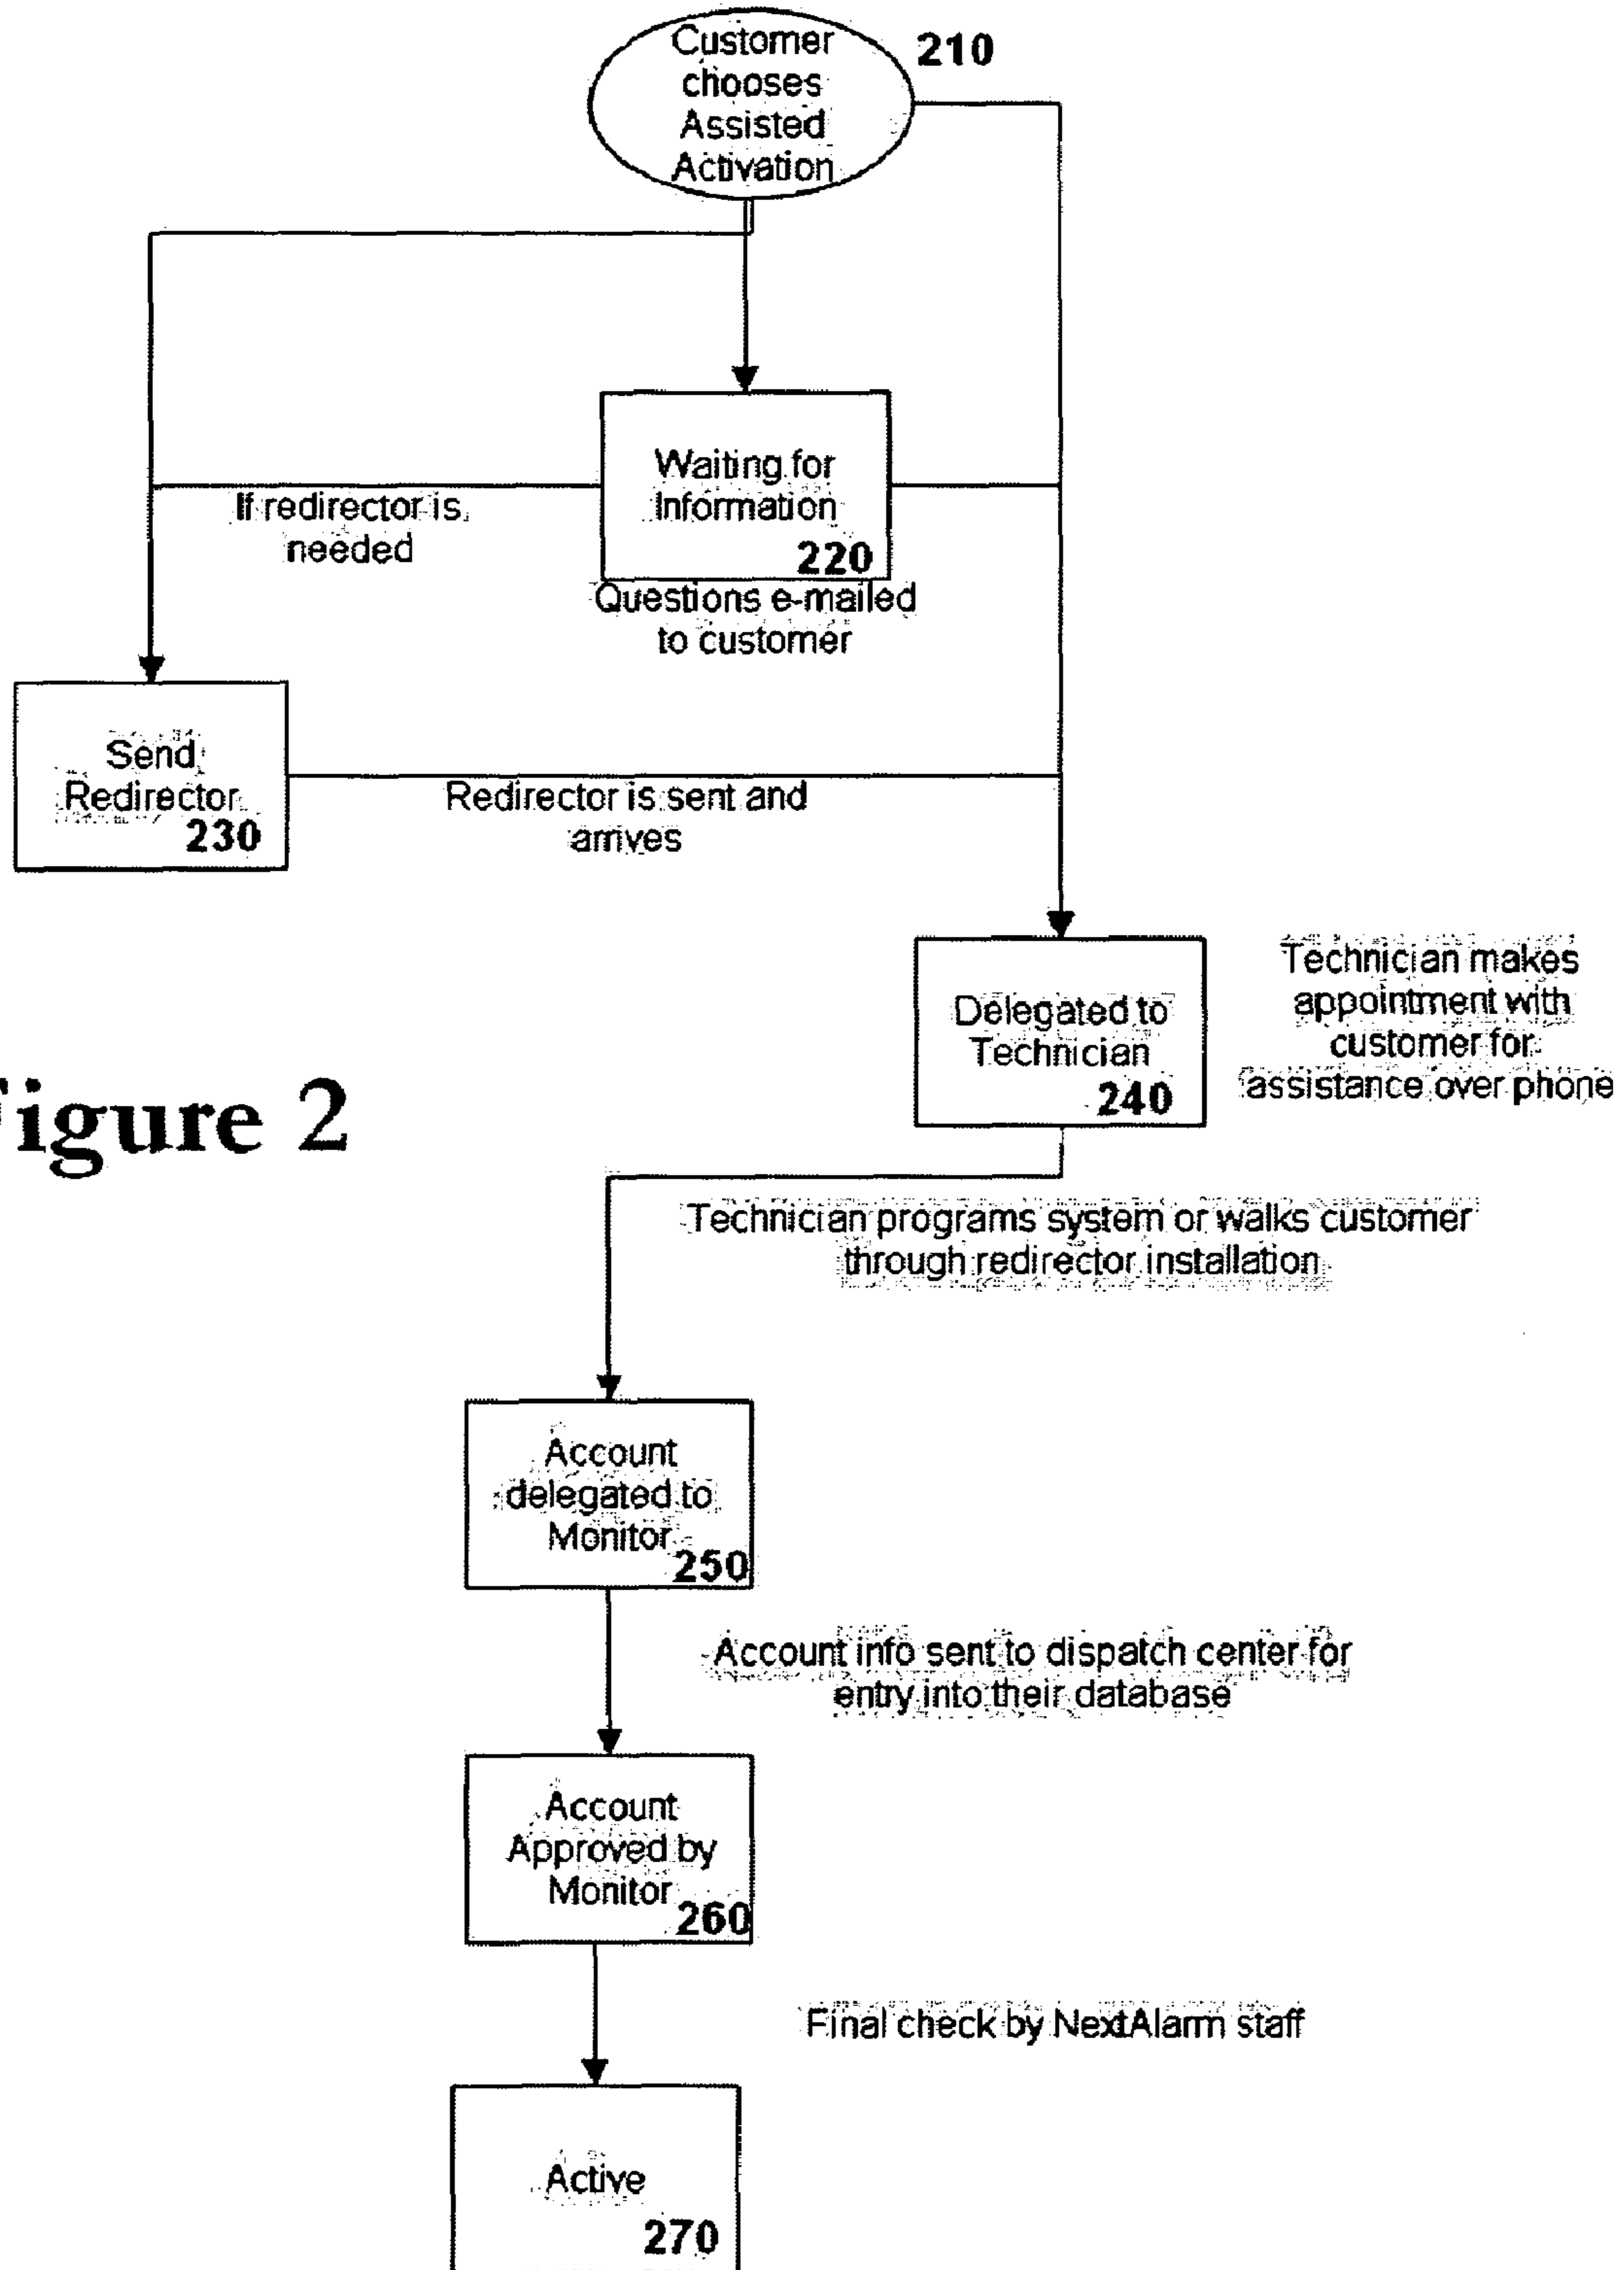 Customer
chooses
Assisted
Activation
210
Waiting for
Information
220
If redirector is
needed
Questions e-mailed
to customer
Send
Redirector
230
Redirector is sent and
arrives
Delegated to
Technician
240
Technician makes
appointment with
customer for
assistance over phone
igure 2
Technician programs system or walks customer
through redirector installation
Account
delegated to
Monitor
250
Account info sent to dispatch center for
entry into their database
Account
Approved by
Monitor
260
Final check by NextAlarm staff
Active
270